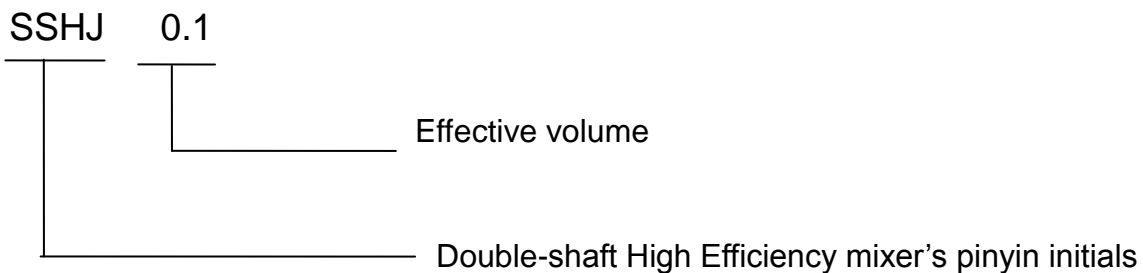 SSHJ 0.1
Effective volume
Double-shaft High Efficiency mixer’s pinyin initials